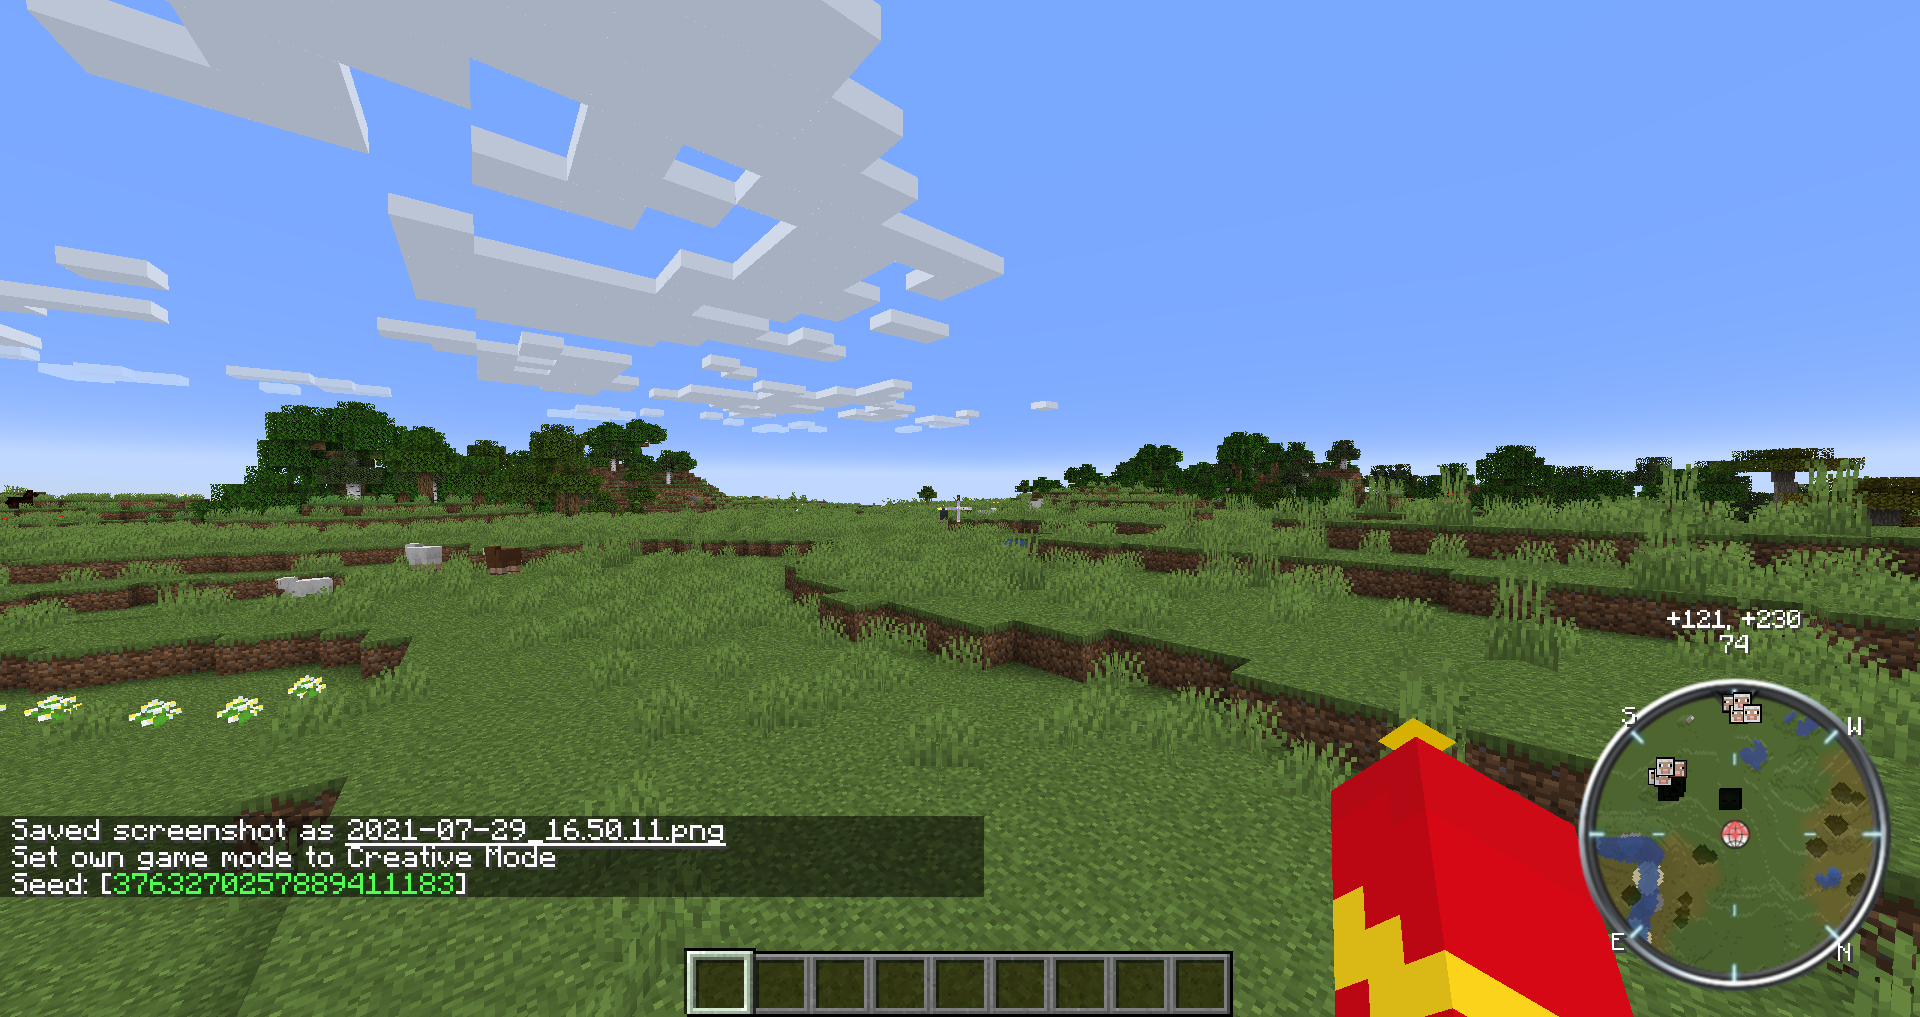 +121, +230
74
S
W
Saved screenshot as 2021-07-29_16.50.11.png
Set own game mode to Creative Mode
Seed: [3763270257889411183]
E
N